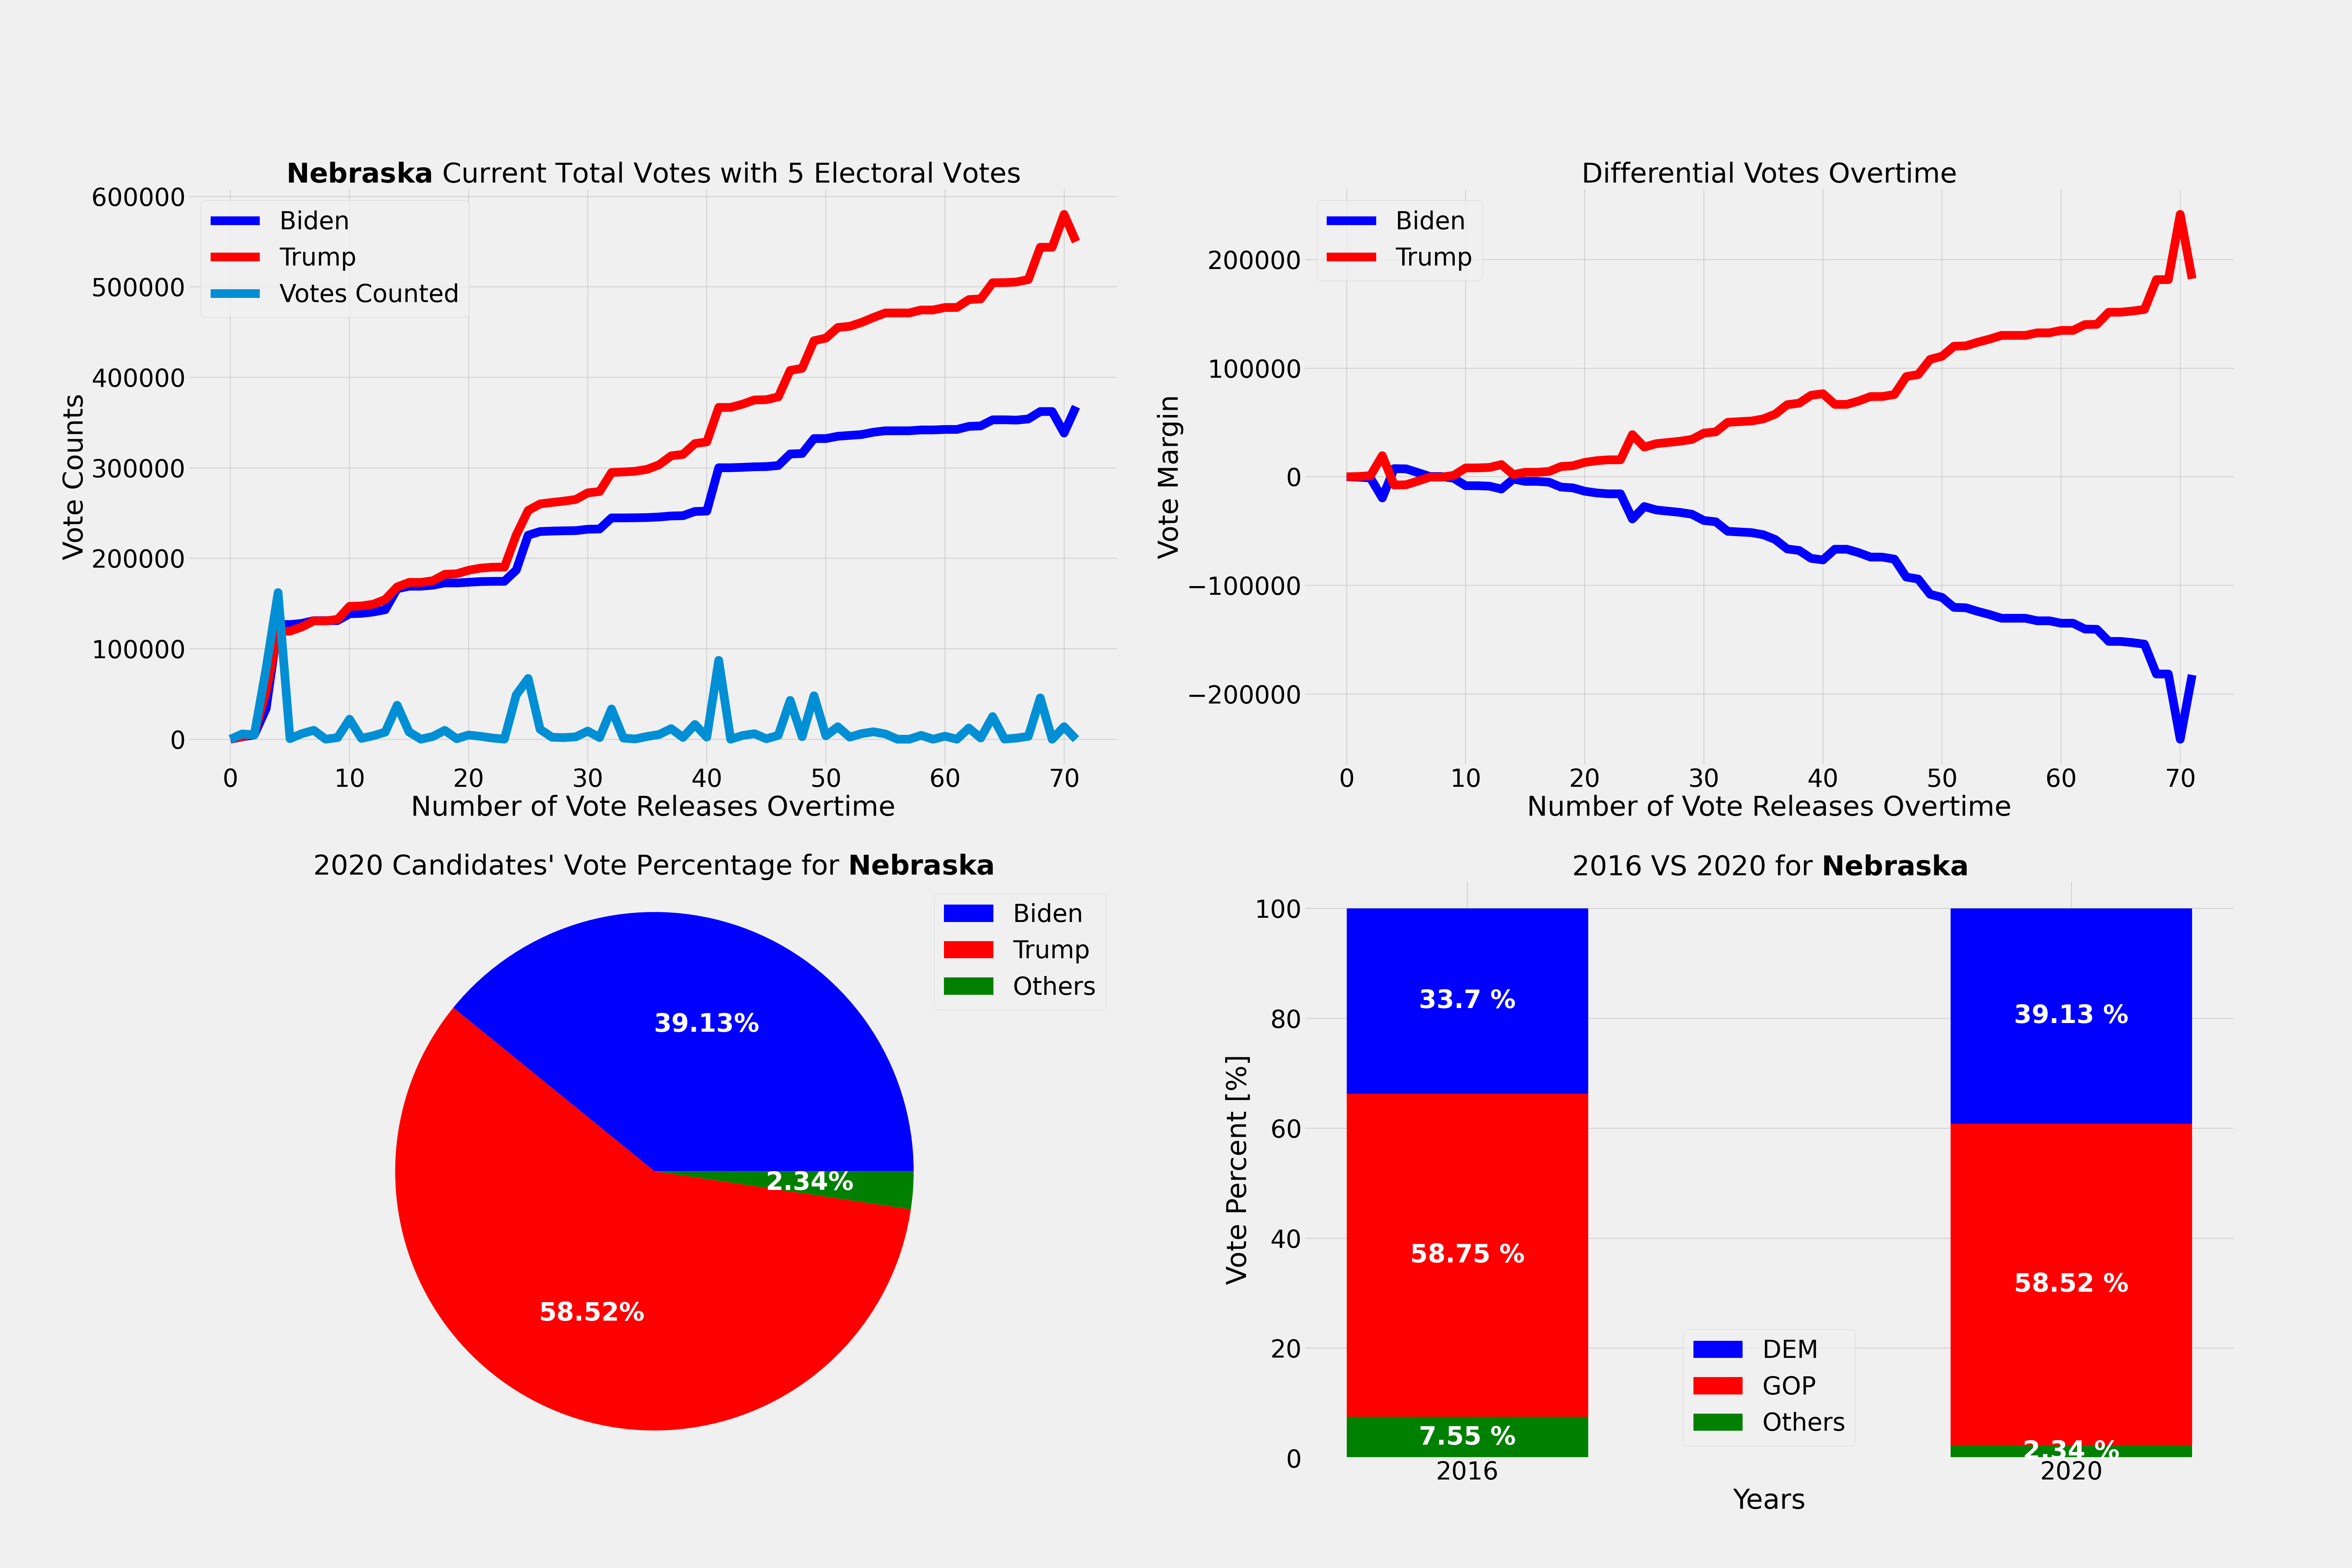 Nebraska Current Total Votes with 5 Electoral Votes
Biden
Trump
Votes Counted
600000
500000
400000
300000
200000
100000
0
Vote Counts
0 10 20 30 40 50 60 70
Number of Vote Releases Overtime
Differential Votes Overtime
Biden
Trump
200000
100000
0
−100000
−200000
Vote Margin
0 10 20 30 40 50 60 70
Number of Vote Releases Overtime
2020 Candidates' Vote Percentage for Nebraska
Biden
Trump
Others
39.13%
2.34%
58.52%
2016 VS 2020 for Nebraska
100
80
60
40
20
0
Vote Percent [%]
33.7 %
39.13 %
58.75 %
58.52 %
7.55 %
2.34 %
DEM
GOP
Others
2016 2020
Years